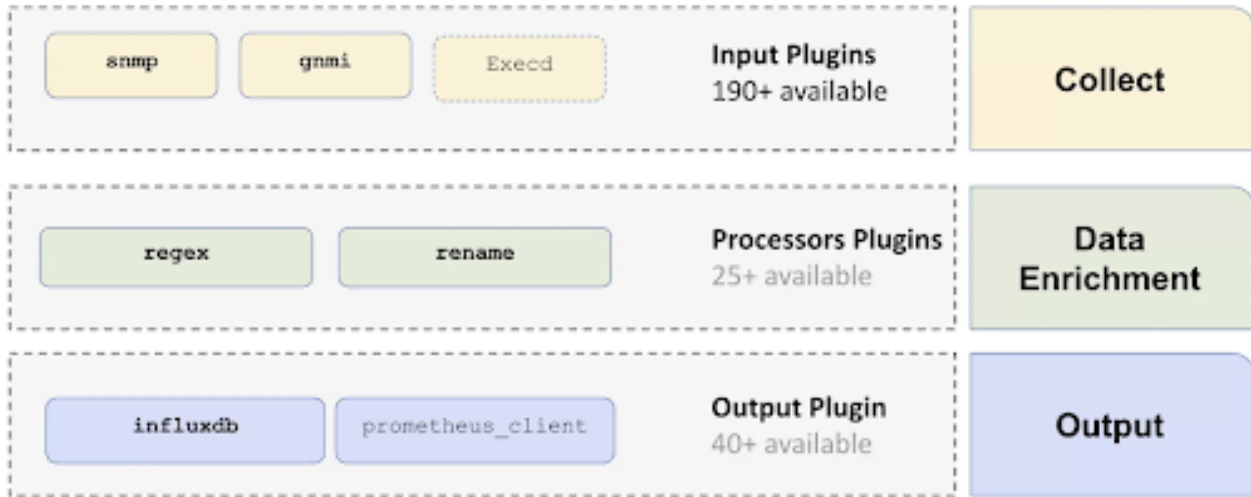 snmp
gnmi
Execd
Input Plugins
190+ available
Collect
regex
rename
Processors Plugins
25+ available
Data
Enrichment
influxdb
prometheus_client
Output Plugin
40+ available
Output